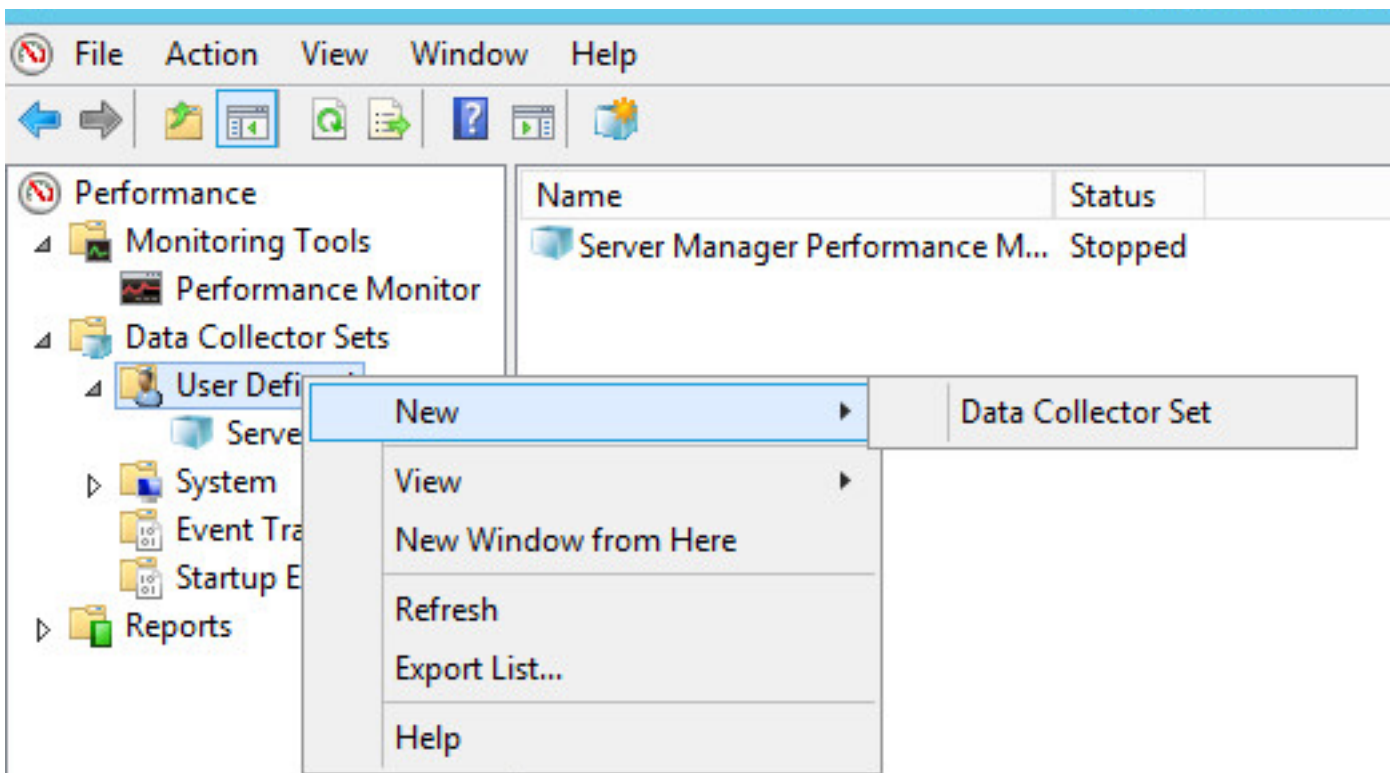 File Action View Window Help
Performance
Monitoring Tools
Performance Monitor
Data Collector Sets
User Defi
Serve
System
Event Tra
Startup E
Reports
Name Status
Server Manager Performance M... Stopped
New
Data Collector Set
View
New Window from Here
Refresh
Export List...
Help